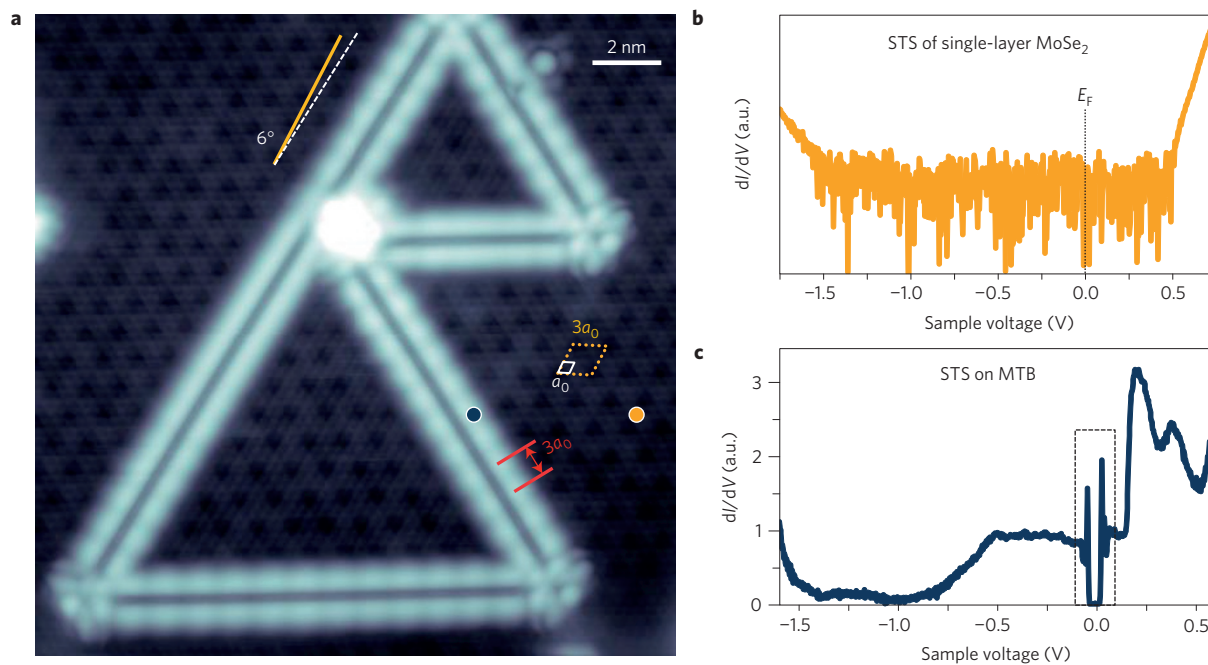 a
2 nm
6°
3a₀
a₀
3a₀
b
STS of single-layer MoSe₂
E_F
dI/dV (a.u.)
−1.5 −1.0 −0.5 0.0 0.5
Sample voltage (V)
c
STS on MTB
3
2
1
0
dI/dV (a.u.)
−1.5 −1.0 −0.5 0.0 0.5
Sample voltage (V)